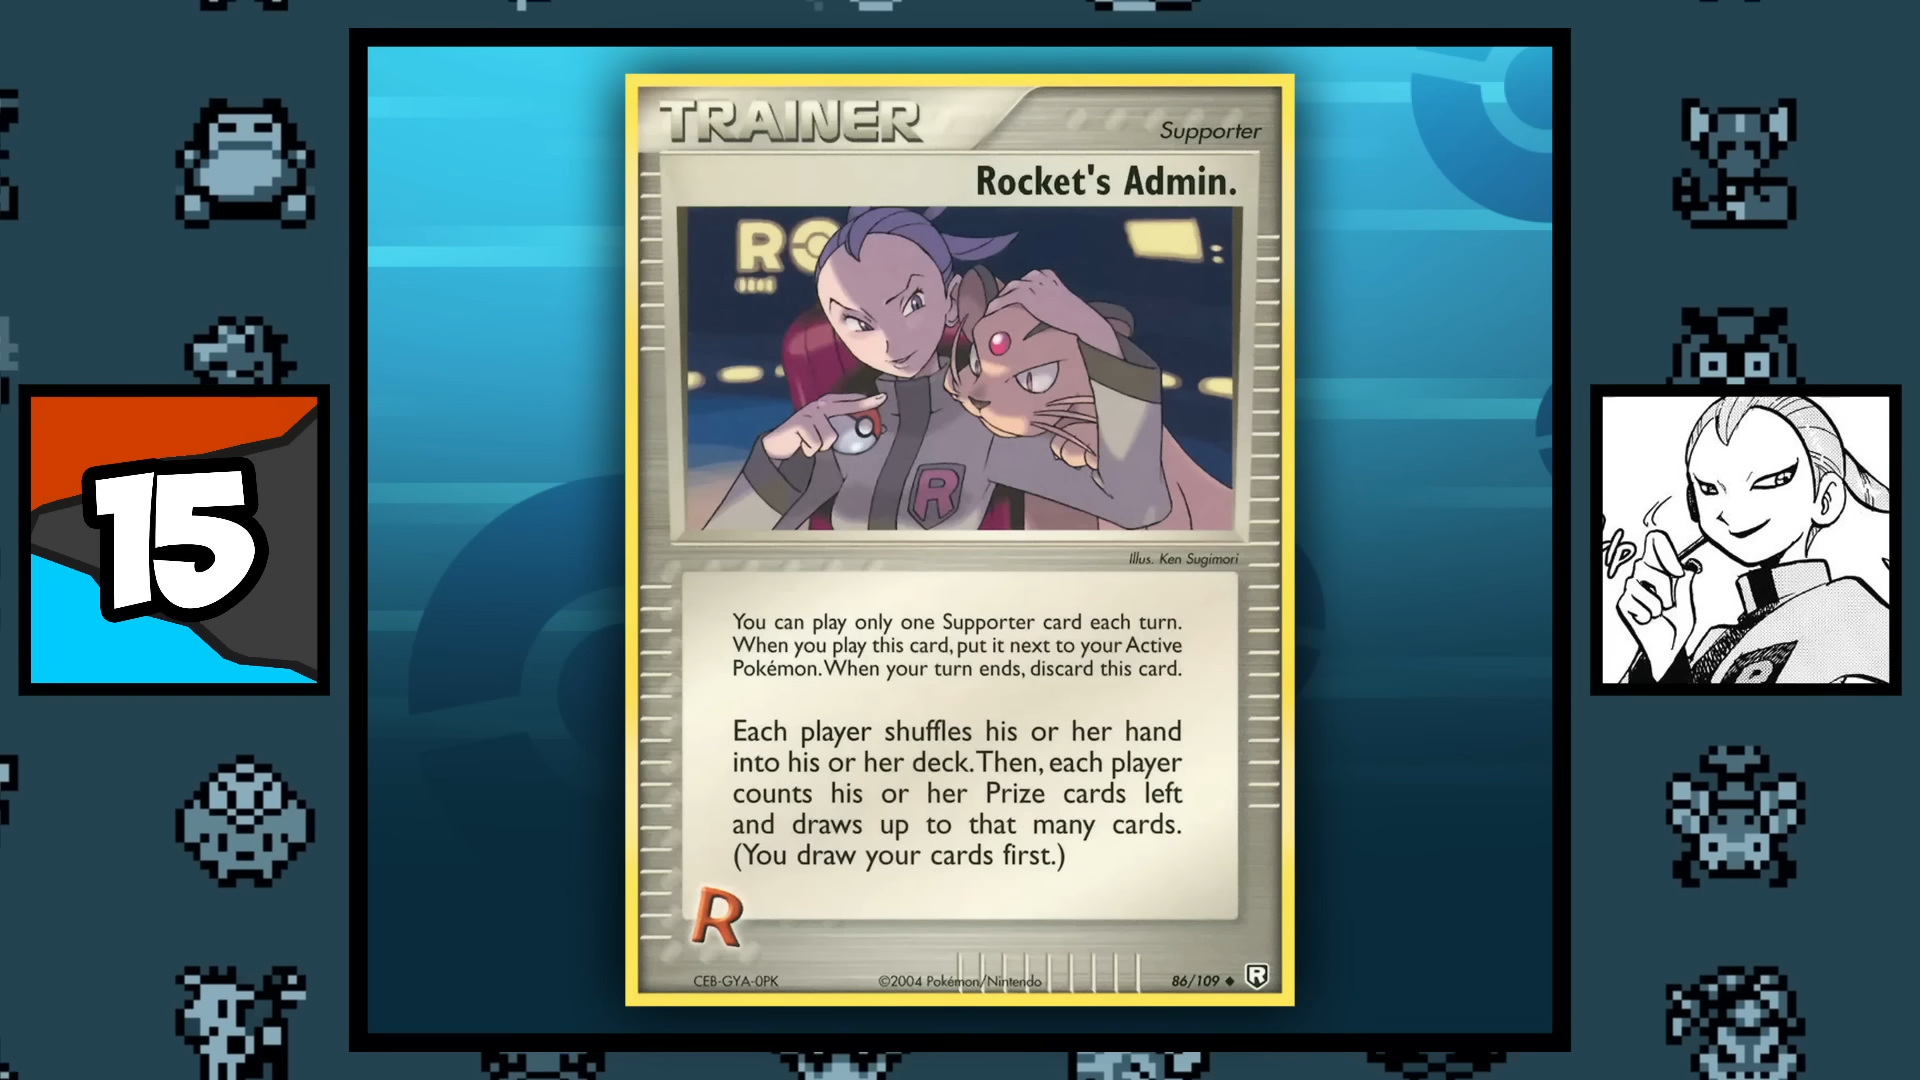 TRAINER
Supporter
Rocket's Admin.
R
R
Illus. Ken Sugimori
You can play only one Supporter card each turn.
When you play this card, put it next to your Active
Pokémon. When your turn ends, discard this card.
Each player shuffles his or her hand
into his or her deck. Then, each player
counts his or her Prize cards left
and draws up to that many cards.
(You draw your cards first.)
R
CEB-GYA-0PK
©2004 Pokémon/Nintendo
86/109
R
15
R